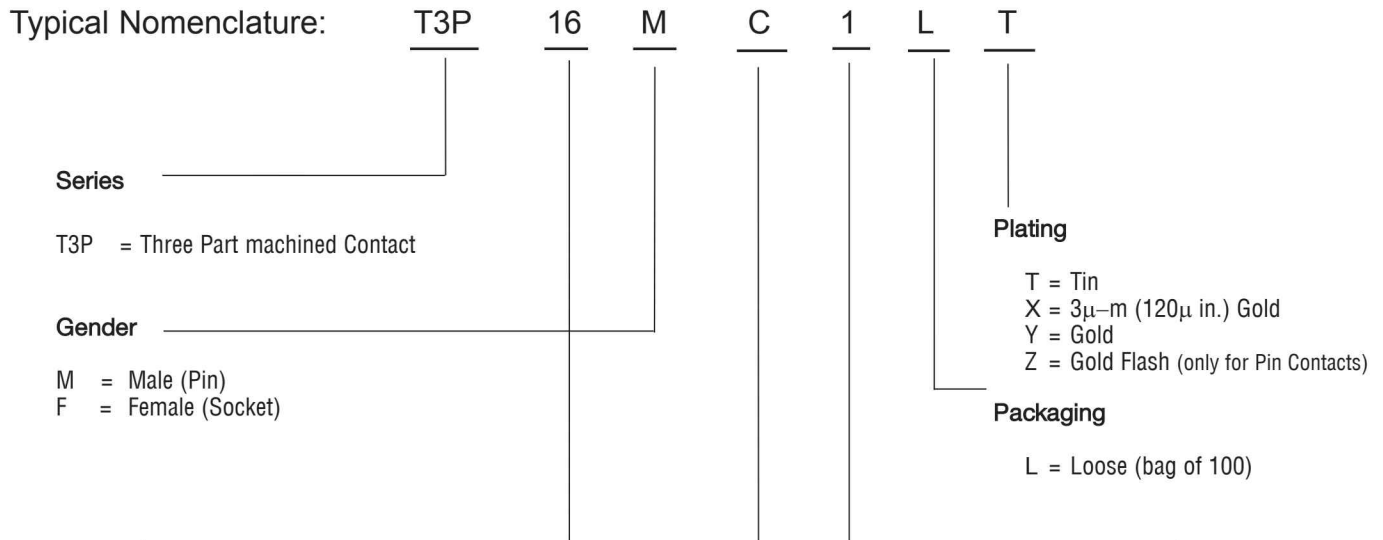 Typical Nomenclature: T3P 16 M C 1 L T
Series
T3P = Three Part machined Contact
Gender
M = Male (Pin)
F = Female (Socket)
Plating
T = Tin
X = 3μ–m (120μ in.) Gold
Y = Gold
Z = Gold Flash (only for Pin Contacts)
Packaging
L = Loose (bag of 100)